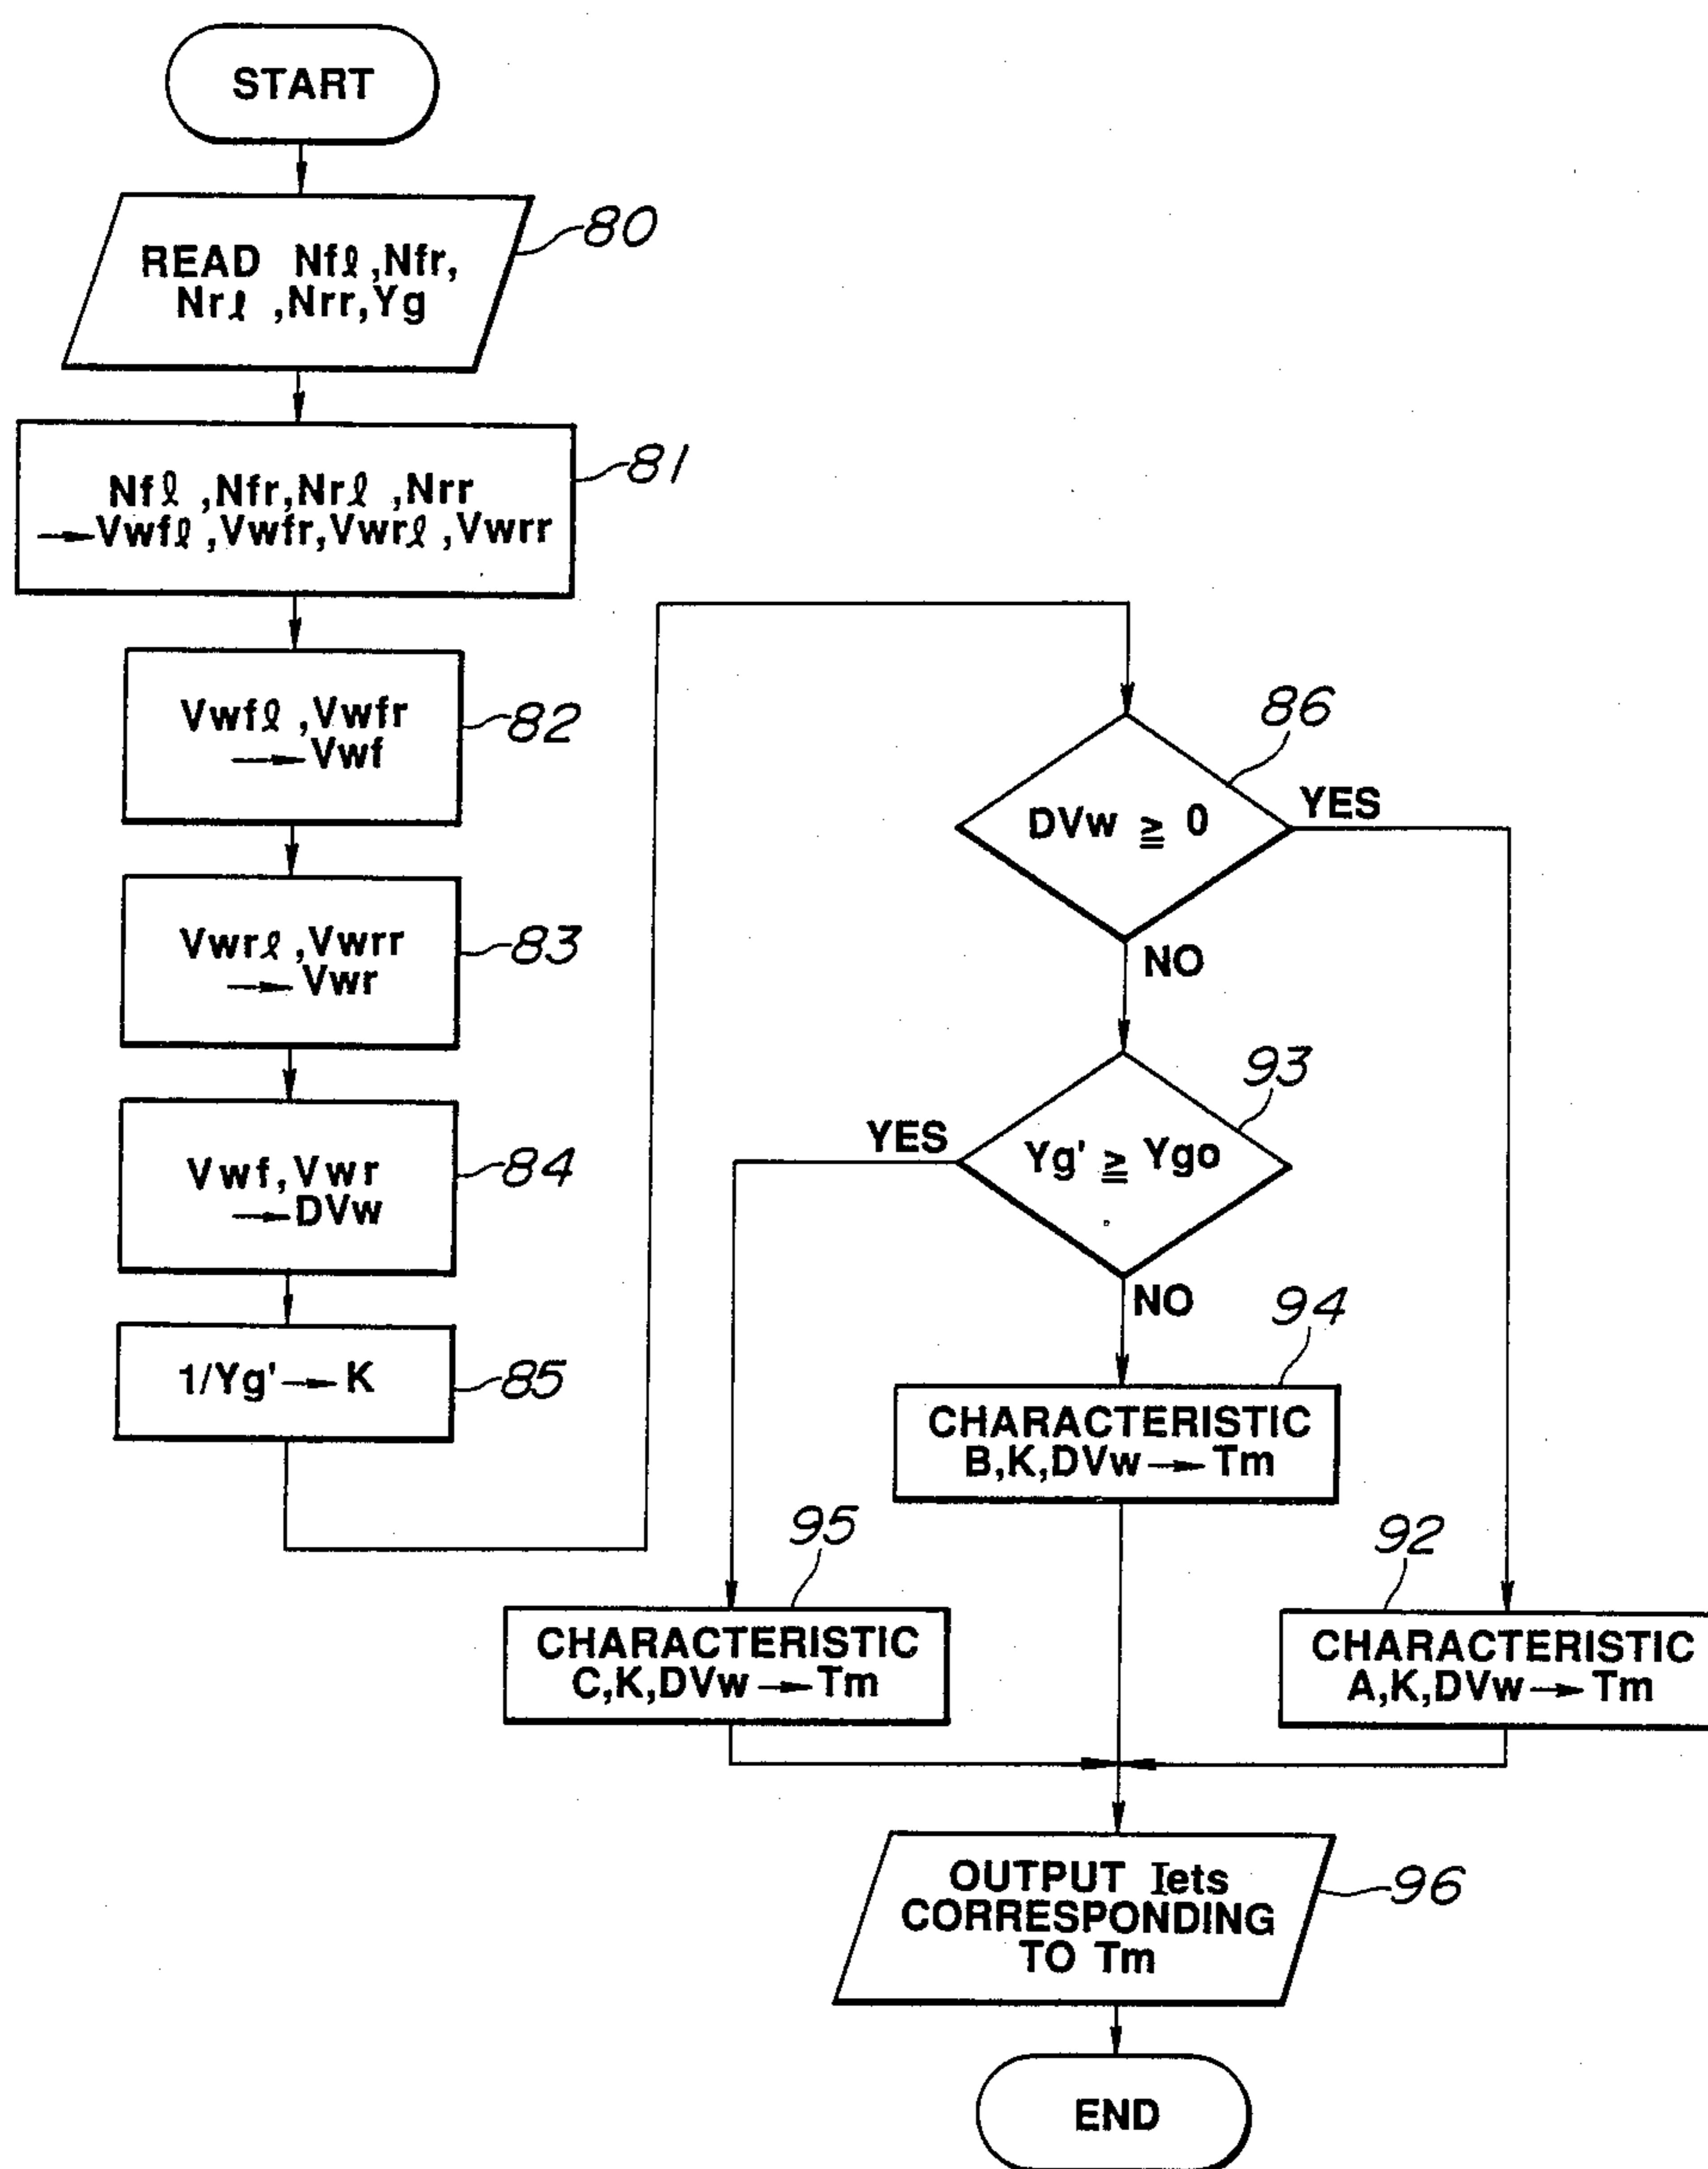 START
READ Nfℓ,Nfr,
Nrℓ,Nrr,Yg
80
Nfℓ,Nfr,Nrℓ,Nrr
→Vwfℓ,Vwfr,Vwrℓ,Vwrr
81
Vwfℓ,Vwfr
→Vwf
82
Vwrℓ,Vwrr
→Vwr
83
Vwf,Vwr
→DVw
84
1/Yg'→K
85
DVw ≧ 0
86
YES
NO
Yg' ≧ Ygo
93
YES
NO
CHARACTERISTIC
B,K,DVw→Tm
94
CHARACTERISTIC
C,K,DVw→Tm
95
CHARACTERISTIC
A,K,DVw→Tm
92
OUTPUT Iets
CORRESPONDING
TO Tm
96
END